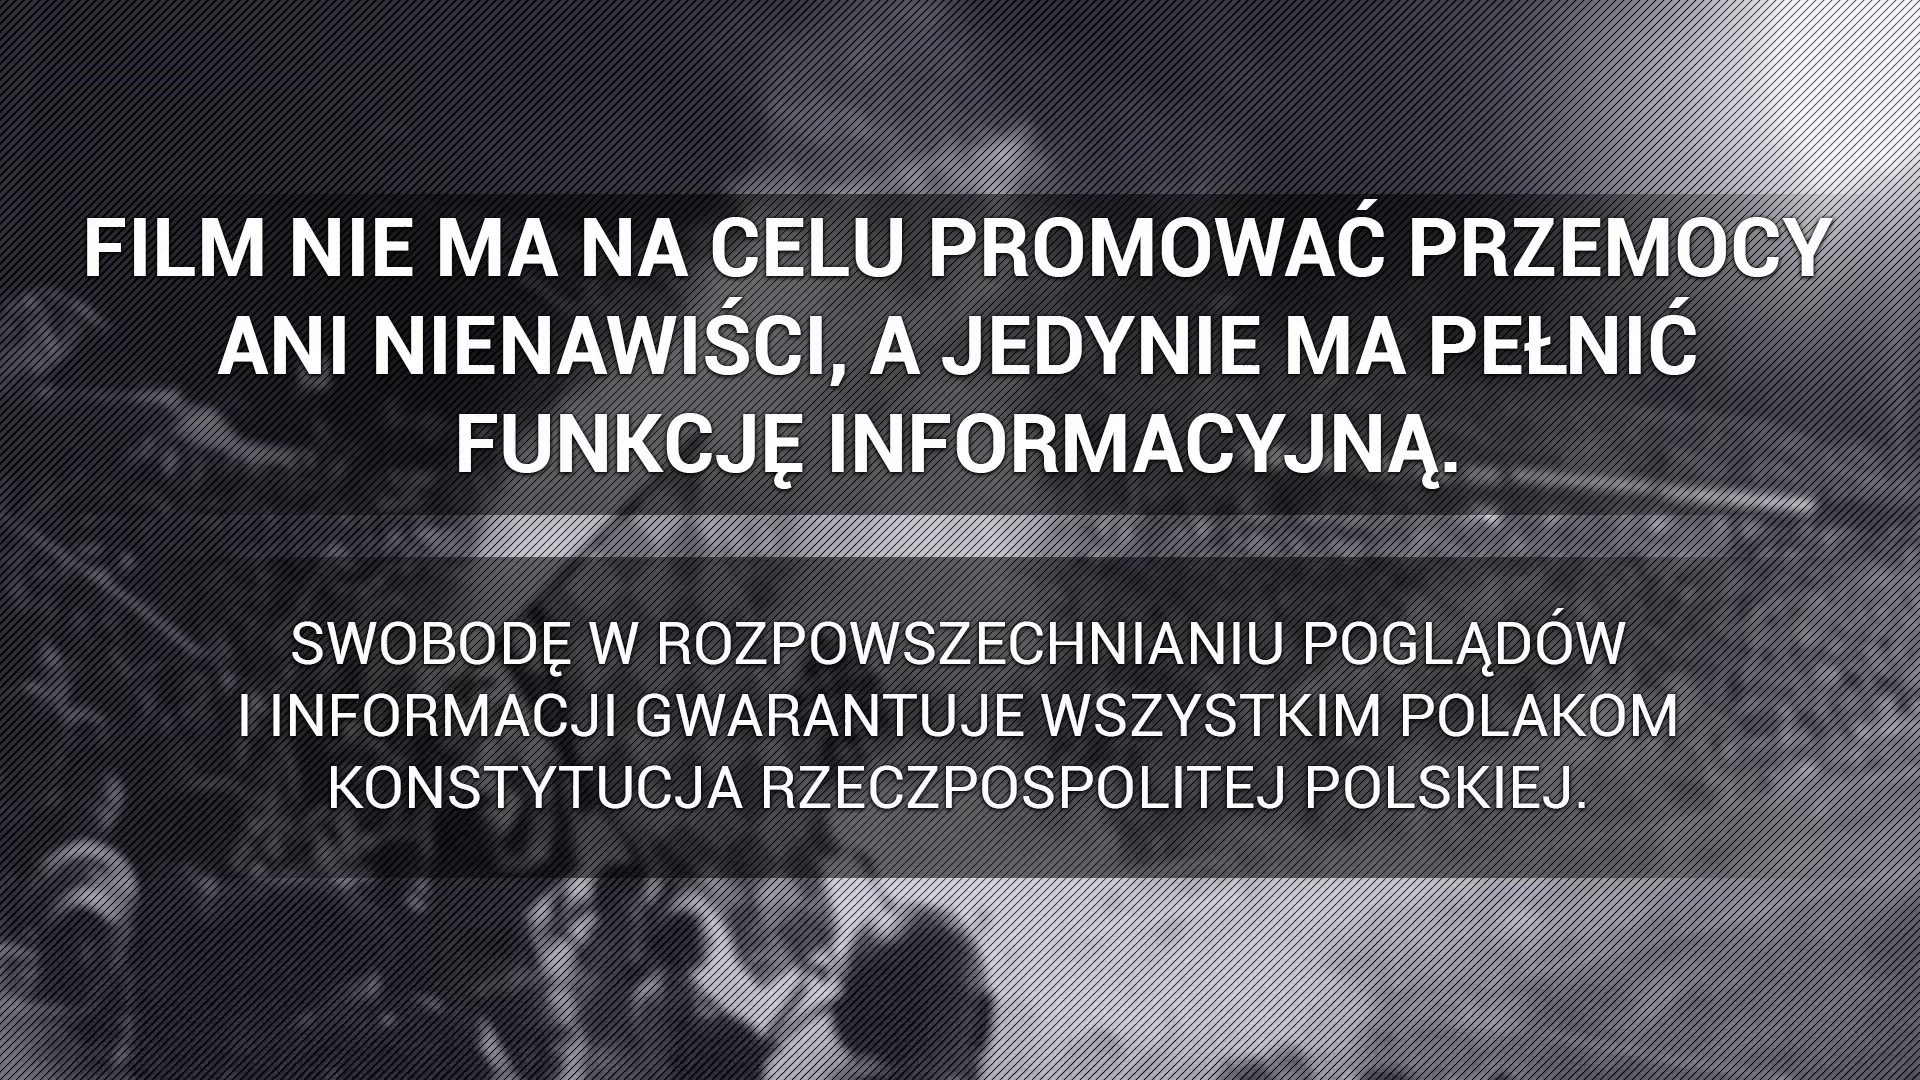 FILM NIE MA NA CELU PROMOWAĆ PRZEMOCY
ANI NIENAWIŚCI, A JEDYNIE MA PEŁNIĆ
FUNKCJĘ INFORMACYJNĄ.
SWOBODĘ W ROZPOWSZECHNIANIU POGLĄDÓW
I INFORMACJI GWARANTUJE WSZYSTKIM POLAKOM
KONSTYTUCJA RZECZPOSPOLITEJ POLSKIEJ.